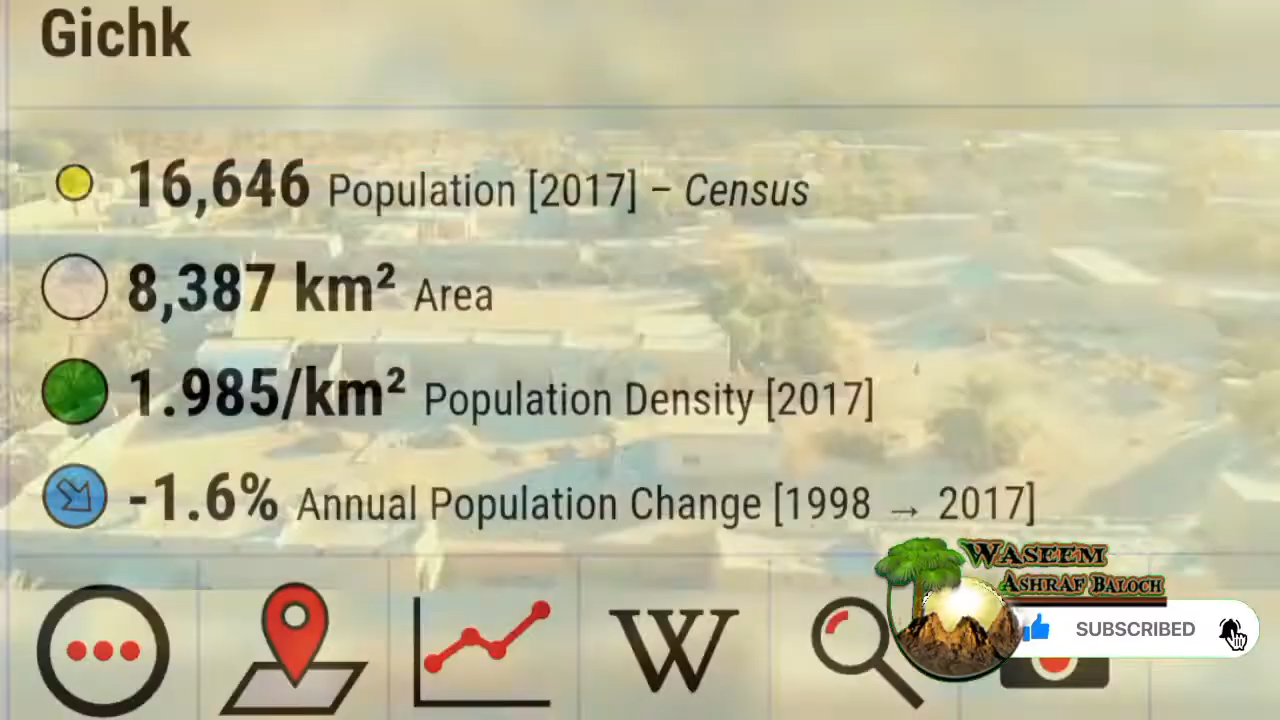 Gichk
16,646 Population [2017] – Census
8,387 km² Area
1.985/km² Population Density [2017]
-1.6% Annual Population Change [1998 → 2017]
WASEEM
ASHRAF BALOCH
W
SUBSCRIBED